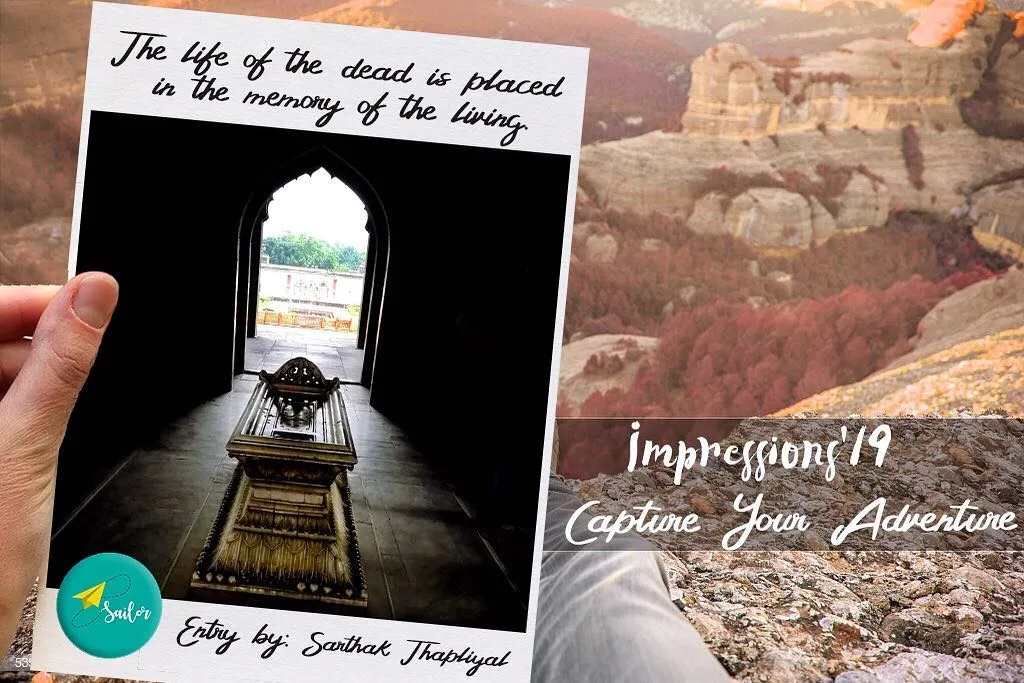 The life of the dead is placed
in the memory of the living.
Impressions'19
Capture Your Adventure
Sailor
Entry by: Sarthak Thapliyal